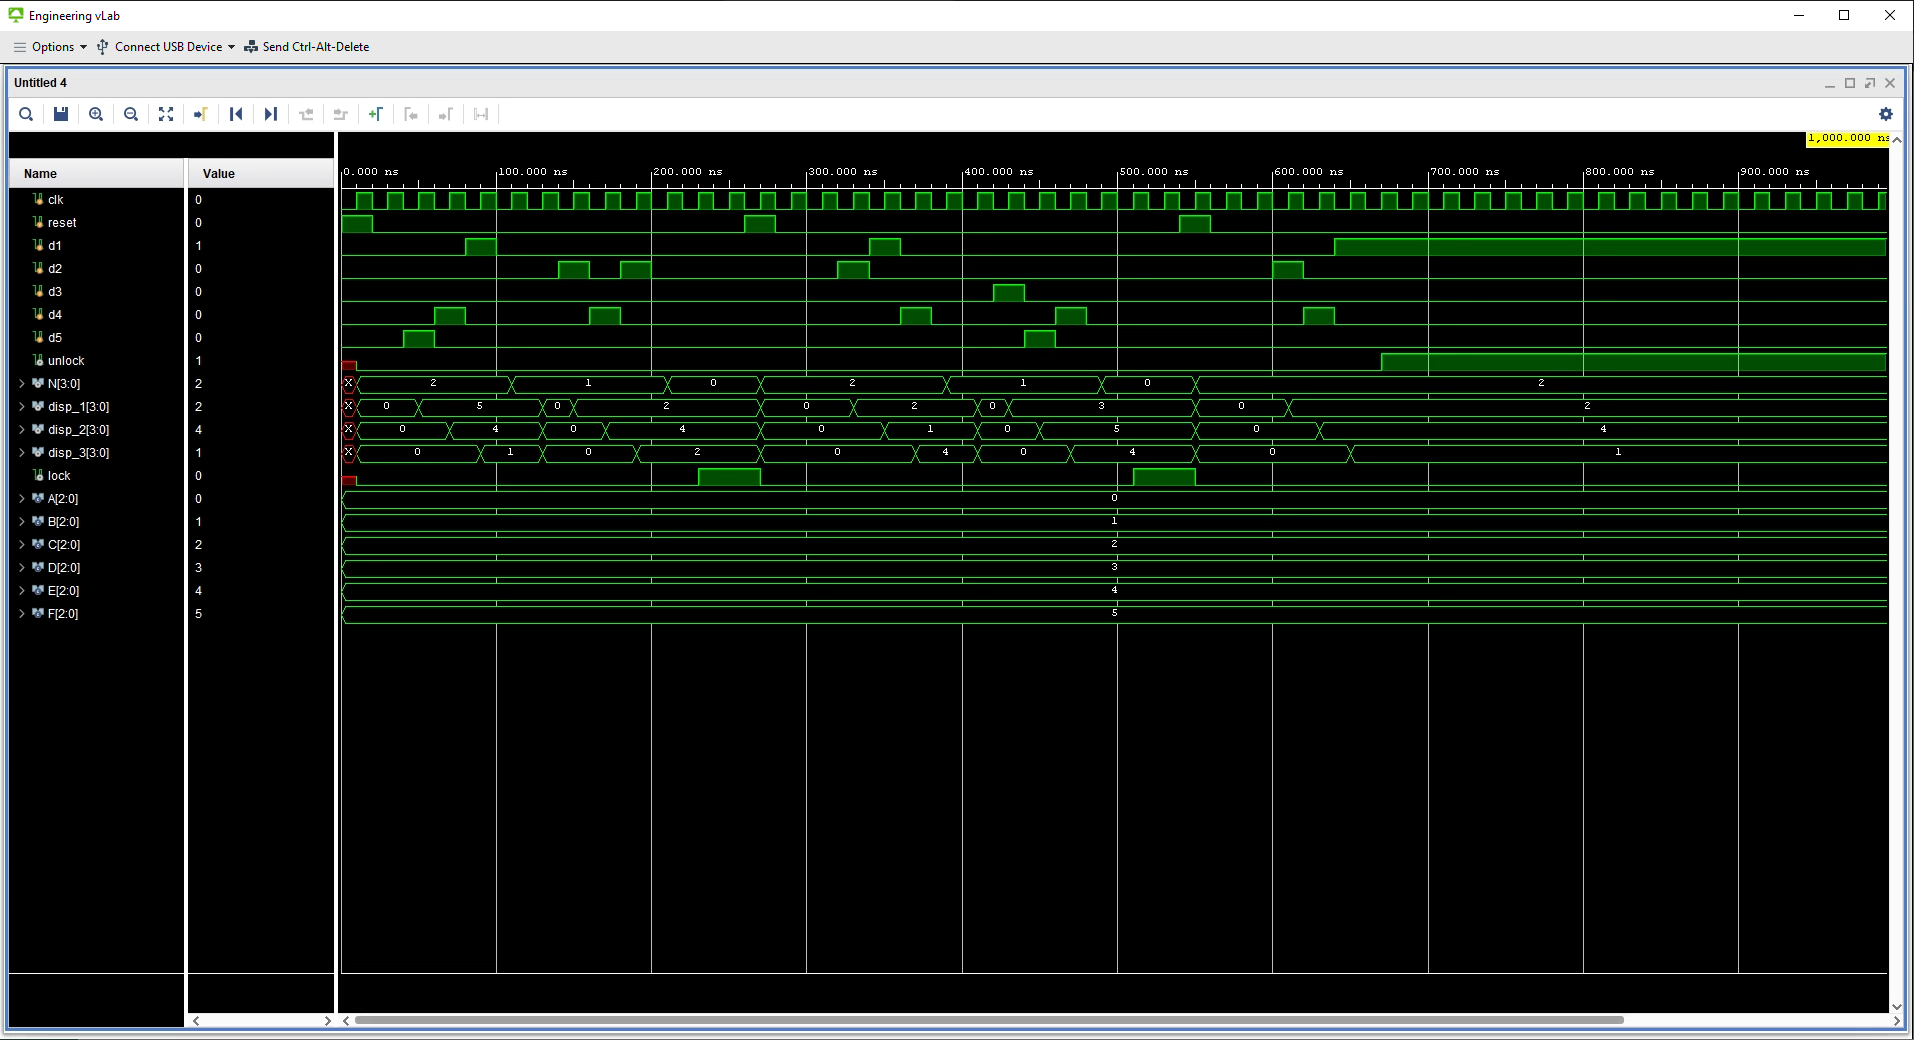 Engineering vLab
Options Connect USB Device Send Ctrl-Alt-Delete
Untitled 4
1,000.000 ns
Name Value
0.000 ns 100.000 ns 200.000 ns 300.000 ns 400.000 ns 500.000 ns 600.000 ns 700.000 ns 800.000 ns 900.000 ns
clk 0
reset 0
d1 1
d2 0
d3 0
d4 0
d5 0
unlock 1
N[3:0] 2 X 2 1 0 2 1 0 2
disp_1[3:0] 2 X 0 5 0 2 0 2 0 3 0 2
disp_2[3:0] 4 X 0 4 0 4 0 1 0 5 0 4
disp_3[3:0] 1 X 0 1 0 2 0 4 0 4 0 1
lock 0
A[2:0] 0 0
B[2:0] 1 1
C[2:0] 2 2
D[2:0] 3 3
E[2:0] 4 4
F[2:0] 5 5